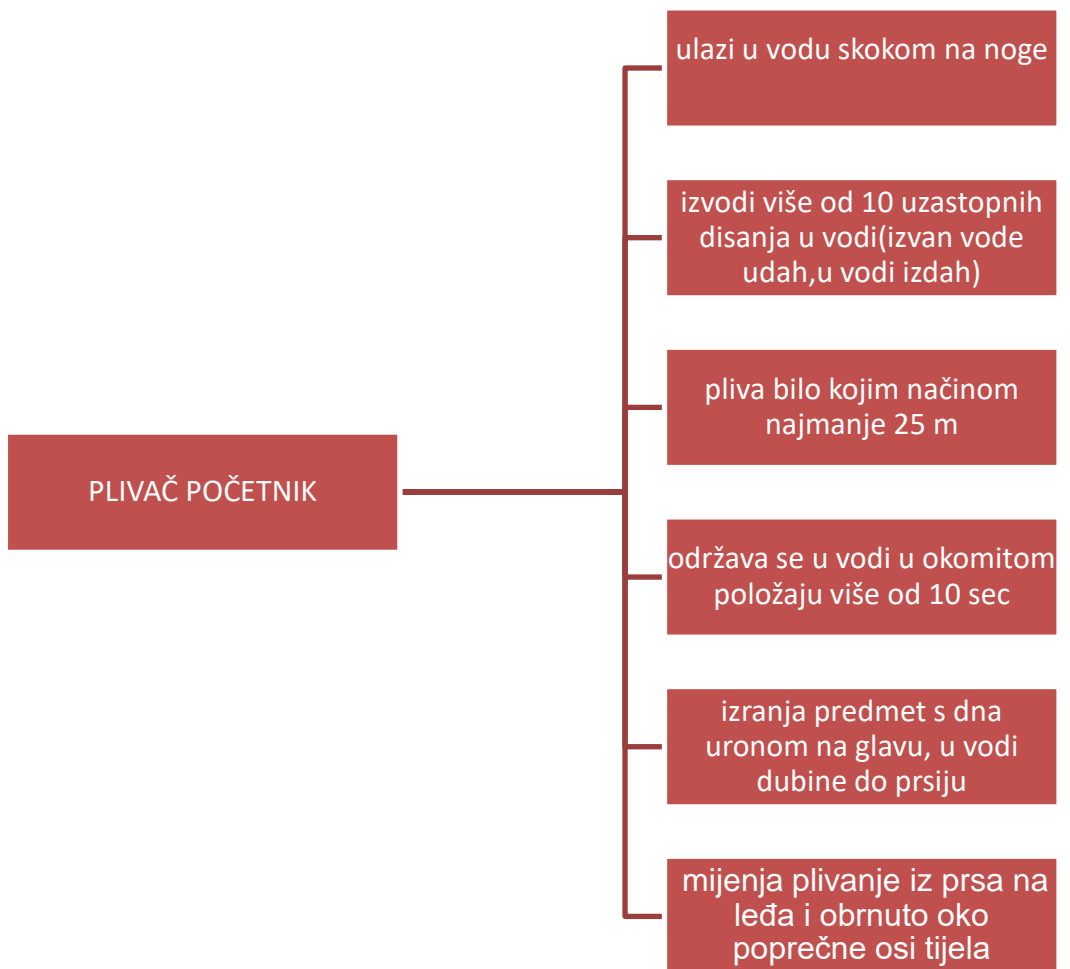 ulazi u vodu skokom na noge
izvodi više od 10 uzastopnih
disanja u vodi(izvan vode
udah,u vodi izdah)
pliva bilo kojim načinom
najmanje 25 m
PLIVAČ POČETNIK
održava se u vodi u okomitom
položaju više od 10 sec
izranja predmet s dna
uronom na glavu, u vodi
dubine do prsiju
mijenja plivanje iz prsa na
leđa i obrnuto oko
poprečne osi tijela